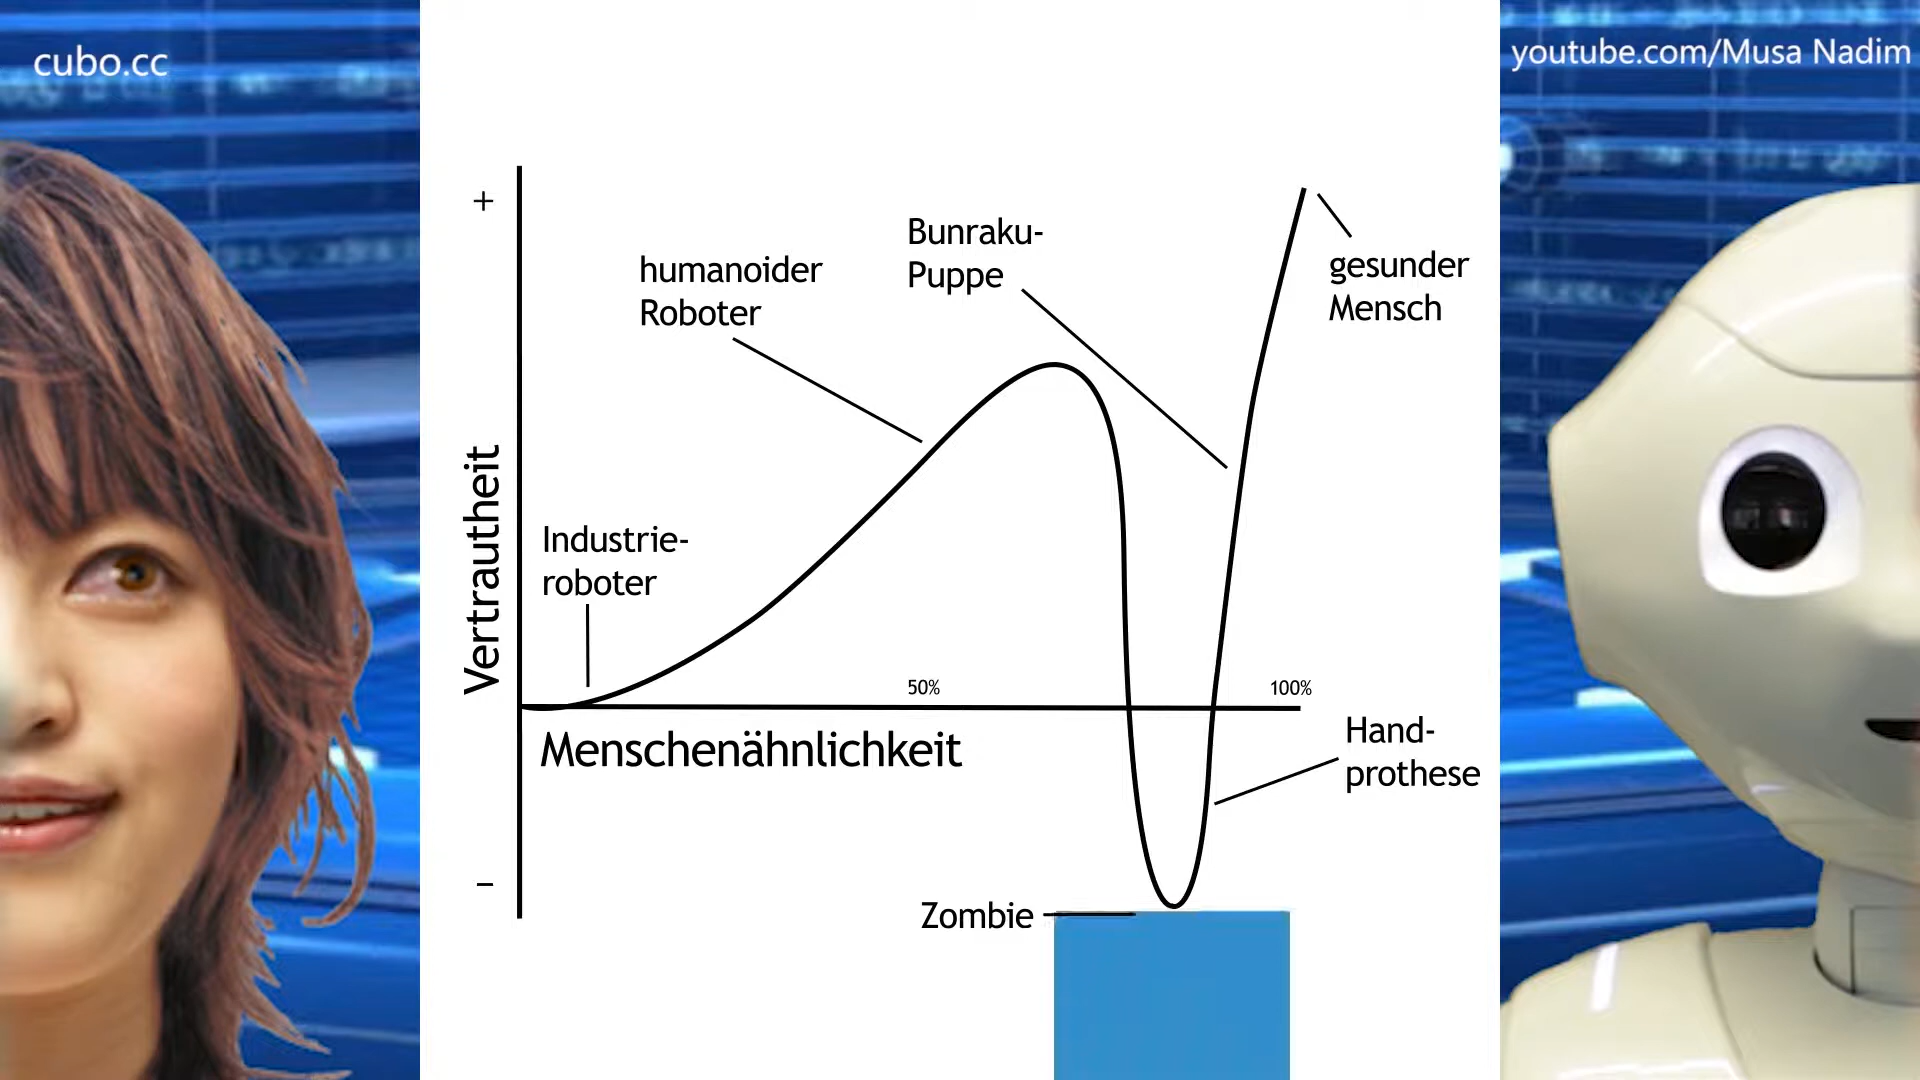 cubo.cc
youtube.com/Musa Nadim
+
Bunraku-
Puppe
humanoider
Roboter
gesunder
Mensch
Vertrautheit
Industrie-
roboter
50%
100%
Menschenähnlichkeit
Hand-
prothese
–
Zombie